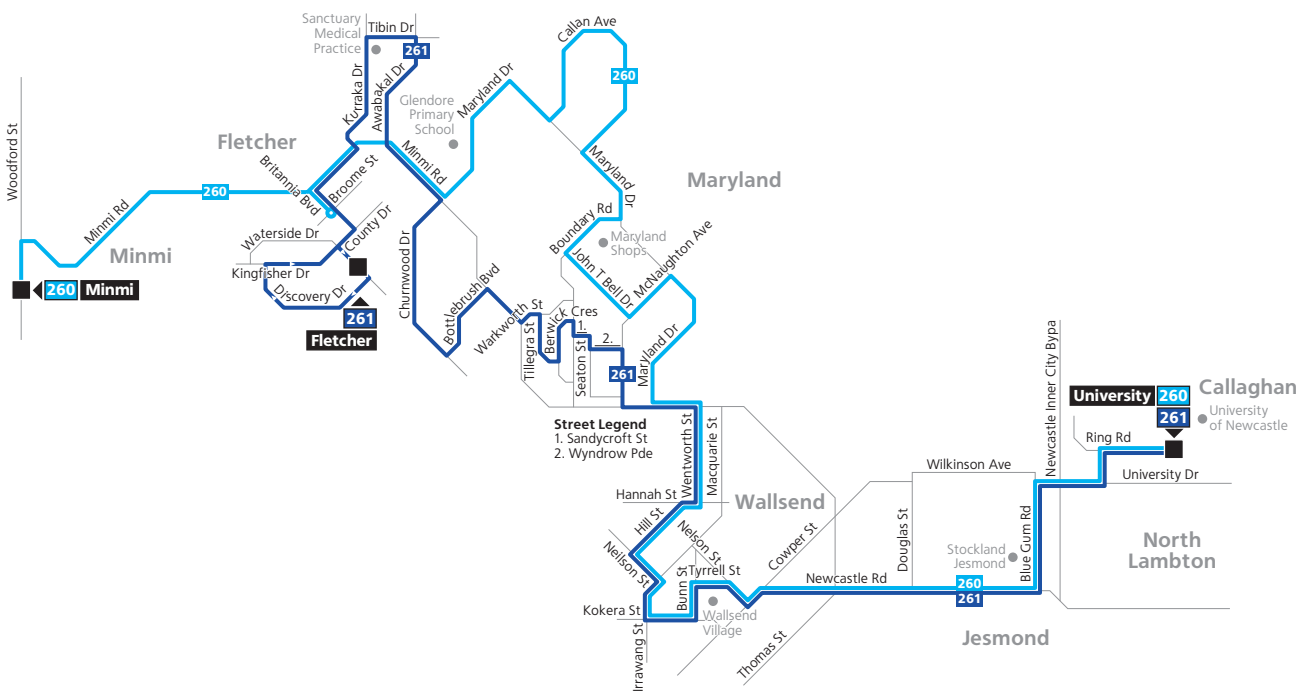 Sanctuary
Medical
Practice
Tibin Dr
261
Callan Ave
260
Kurraka Dr
Awabakal Dr
Glendore
Primary
School
Maryland Dr
Woodford St
Fletcher
Minmi Rd
Britannia Bvd
Broome St
Maryland
260
Maryland Dr
Minmi Rd
Minmi
Waterside Dr
County Dr
Boundary Rd
Maryland
Shops
McNaughton Ave
Kingfisher Dr
Discovery Dr
John T Bell Dr
260 Minmi
261
Fletcher
Churnwood Dr
Bottlebrush Bvd
Warkworth St
Tillegra St
Berwick Cres
1.
2.
Seaton St
261
Maryland Dr
Street Legend
1. Sandycroft St
2. Wyndrow Pde
Wentworth St
Macquarie St
Newcastle Inner City Bypa
University 260
261
Callaghan
University
of Newcastle
Ring Rd
Wilkinson Ave
University Dr
Hannah St
Wallsend
Hill St
Nelson St
Neilson St
Cowper St
Douglas St
Stockland
Jesmond
Blue Gum Rd
North
Lambton
Tyrrell St
Bunn St
Newcastle Rd
260
261
Kokera St
Wallsend
Village
Irrawang St
Thomas St
Jesmond